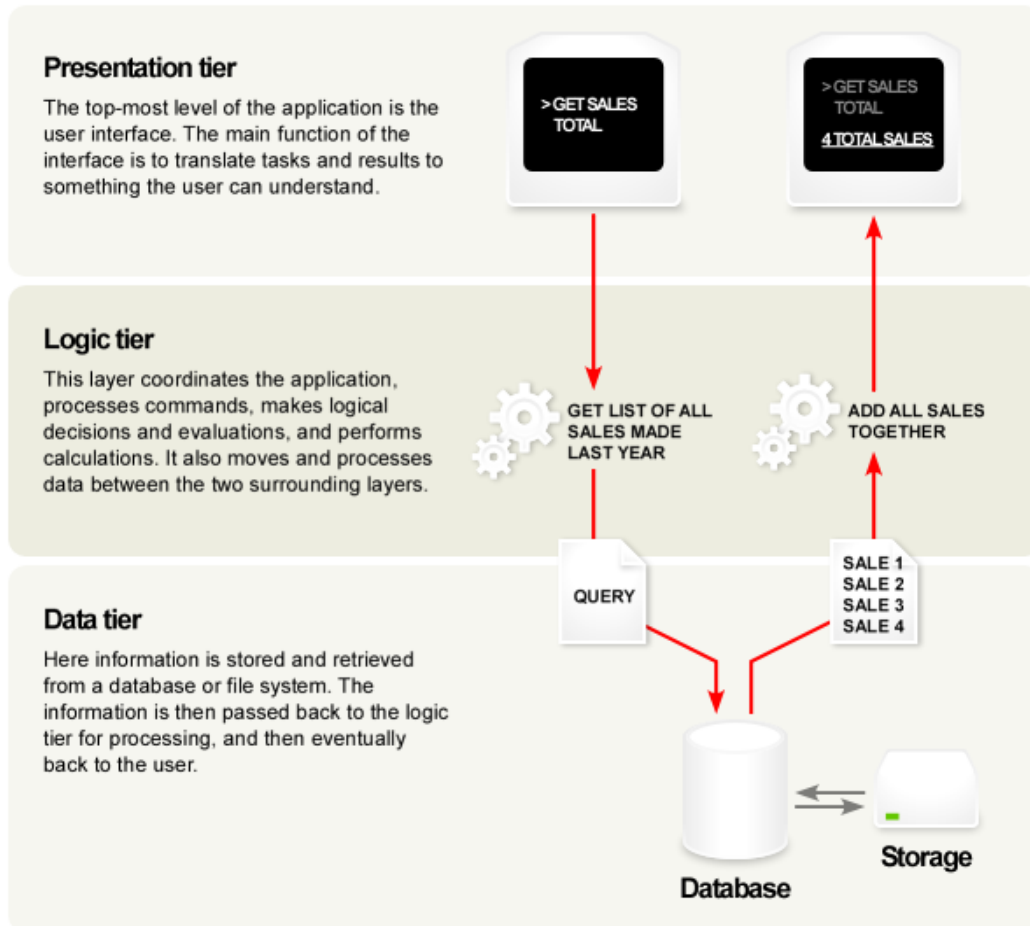 Presentation tier
The top-most level of the application is the
user interface. The main function of the
interface is to translate tasks and results to
something the user can understand.
>GET SALES
TOTAL
>GET SALES
TOTAL
4 TOTAL SALES
Logic tier
This layer coordinates the application,
processes commands, makes logical
decisions and evaluations, and performs
calculations. It also moves and processes
data between the two surrounding layers.
GET LIST OF ALL
SALES MADE
LAST YEAR
ADD ALL SALES
TOGETHER
Data tier
Here information is stored and retrieved
from a database or file system. The
information is then passed back to the logic
tier for processing, and then eventually
back to the user.
QUERY
SALE 1
SALE 2
SALE 3
SALE 4
Database
Storage